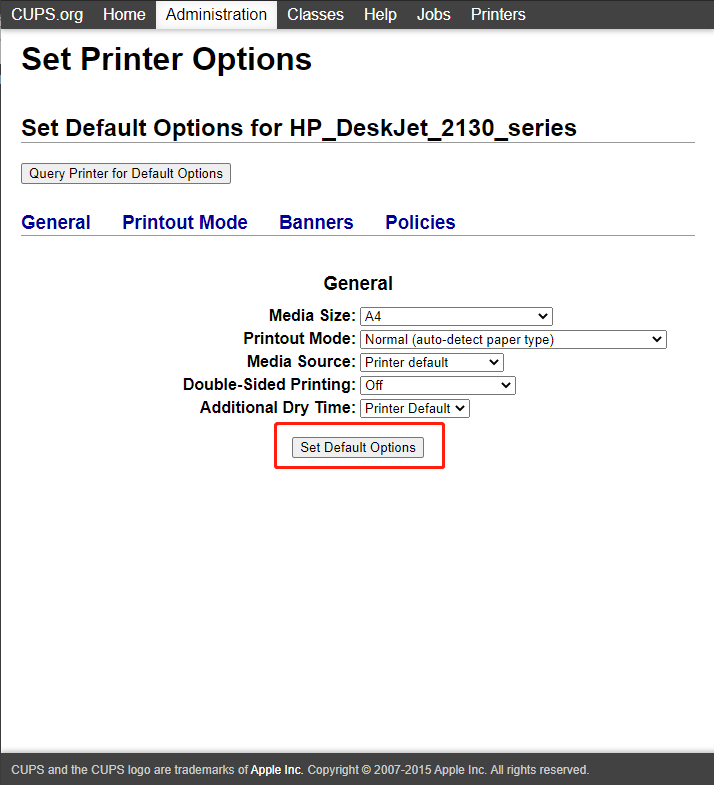 CUPS.org Home Administration Classes Help Jobs Printers
Set Printer Options
Set Default Options for HP_DeskJet_2130_series
Query Printer for Default Options
General Printout Mode Banners Policies
General
Media Size: A4
Printout Mode: Normal (auto-detect paper type)
Media Source: Printer default
Double-Sided Printing: Off
Additional Dry Time: Printer Default
Set Default Options
CUPS and the CUPS logo are trademarks of Apple Inc. Copyright © 2007-2015 Apple Inc. All rights reserved.